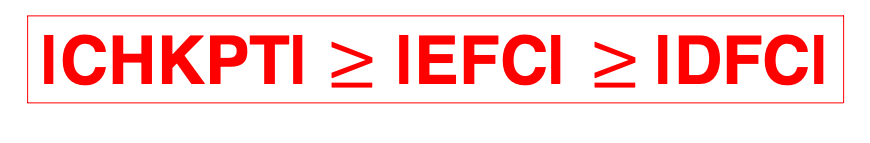 |CHKPT| ≥ |EFC| ≥ |DFC|